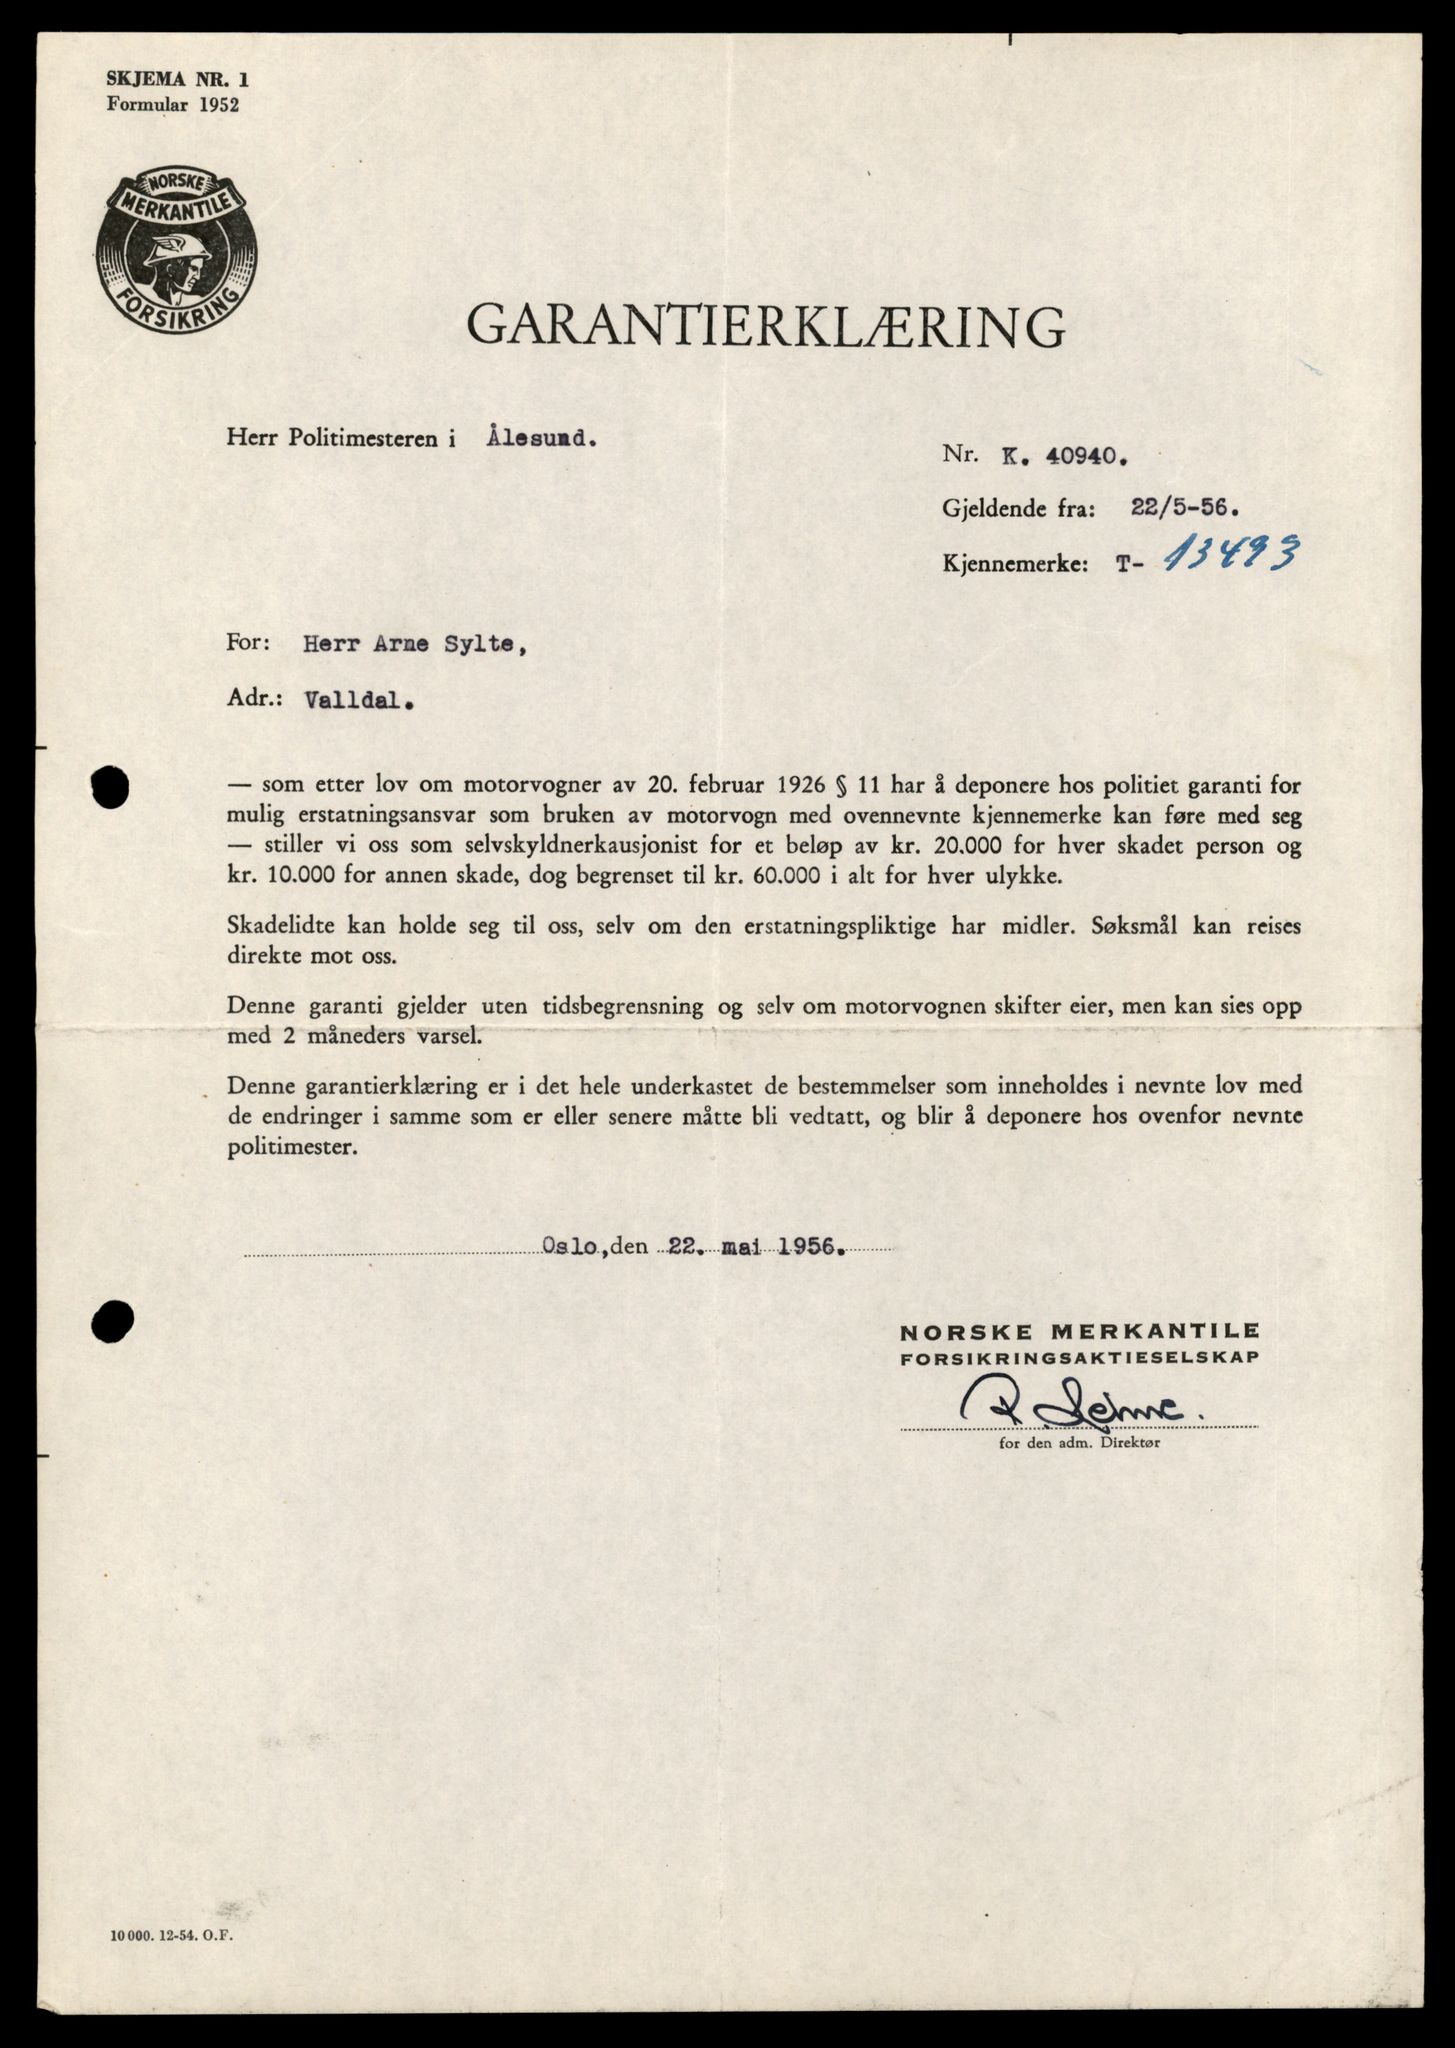 SKJEMA NR. 1
Formular 1952
NORSKE
MERKANTILE
FORSIKRING
GARANTIERKLÆRING
Herr Politimesteren i Ålesund.
Nr. K. 40940.
Gjeldende fra: 22/5-56.
Kjennemerke: T- 13493
For: Herr Arne Sylte,
Adr.: Valldal.
— som etter lov om motorvogner av 20. februar 1926 § 11 har å deponere hos politiet garanti for
mulig erstatningsansvar som bruken av motorvogn med ovennevnte kjennemerke kan føre med seg
— stiller vi oss som selvskyldnerkausjonist for et beløp av kr. 20.000 for hver skadet person og
kr. 10.000 for annen skade, dog begrenset til kr. 60.000 i alt for hver ulykke.
Skadelidte kan holde seg til oss, selv om den erstatningspliktige har midler. Søksmål kan reises
direkte mot oss.
Denne garanti gjelder uten tidsbegrensning og selv om motorvognen skifter eier, men kan sies opp
med 2 måneders varsel.
Denne garantierklæring er i det hele underkastet de bestemmelser som inneholdes i nevnte lov med
de endringer i samme som er eller senere måtte bli vedtatt, og blir å deponere hos ovenfor nevnte
politimester.
Oslo, den 22. mai 1956.
NORSKE MERKANTILE
FORSIKRINGSAKTIESELSKAP
R
for den adm. Direktør
10 000. 12-54. O.F.